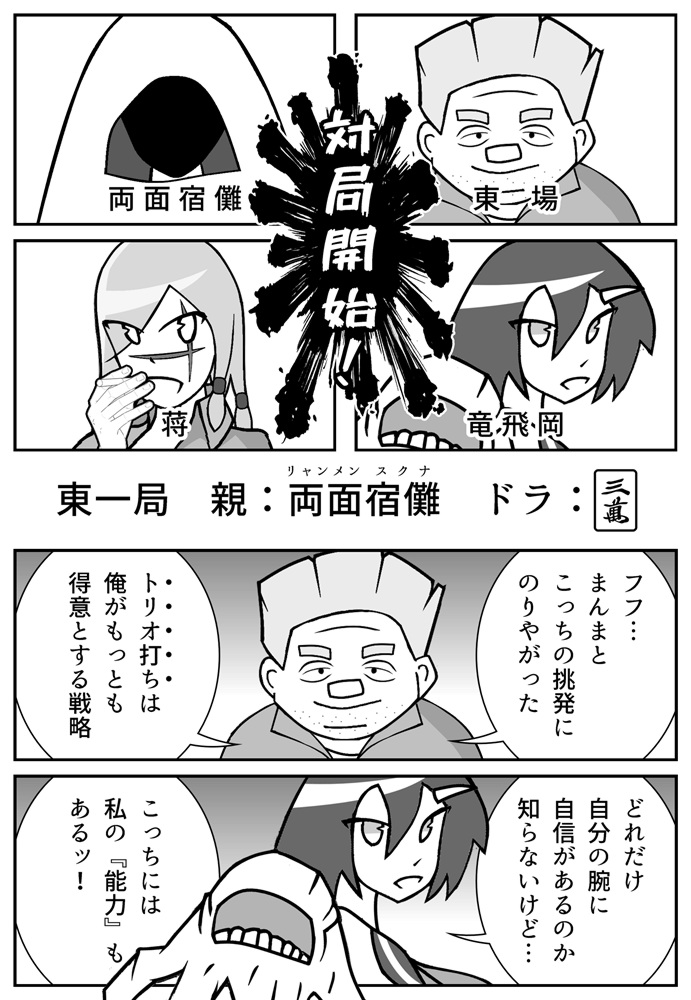 対局開始!
東一場
両面宿儺
竜飛岡
蒋
リャンメン スクナ
東一局 親:両面宿儺 ドラ:三萬
フフ…
まんまと
こっちの挑発に
のりやがった
トリオ打ちは
俺がもっとも
得意とする戦略
どれだけ
自分の腕に
自信があるのか
知らないけど…
こっちには
私の『能力』も
あるッ!